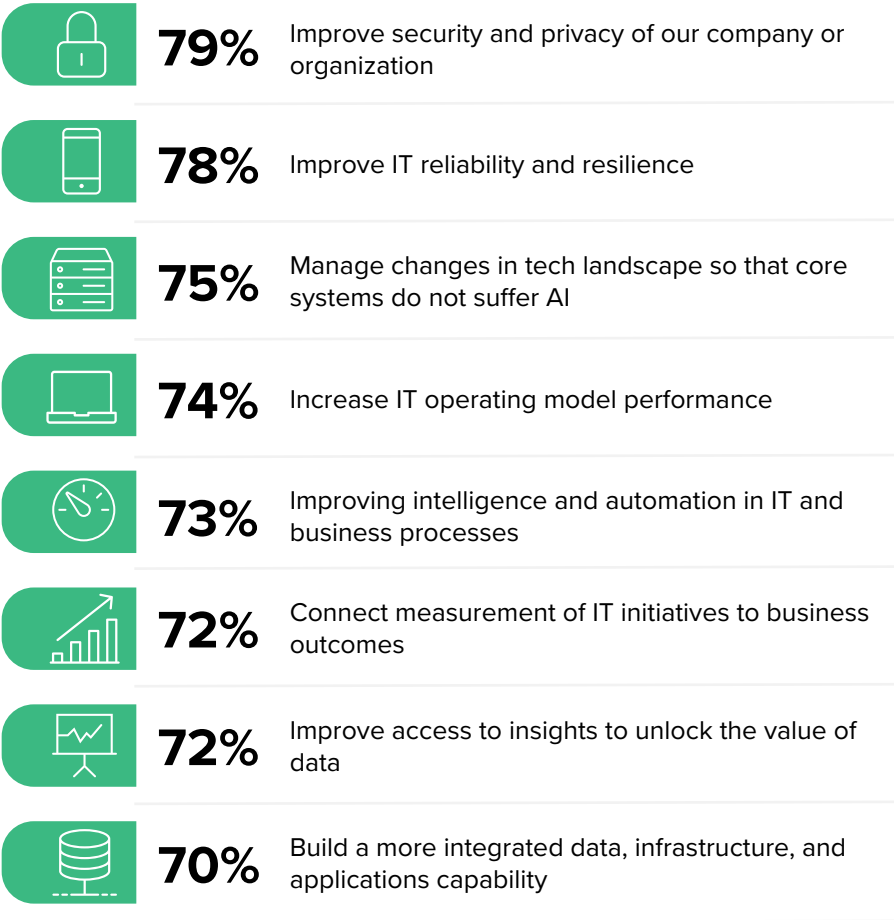 79%
Improve security and privacy of our company or
organization
78%
Improve IT reliability and resilience
75%
Manage changes in tech landscape so that core
systems do not suffer AI
74%
Increase IT operating model performance
73%
Improving intelligence and automation in IT and
business processes
72%
Connect measurement of IT initiatives to business
outcomes
72%
Improve access to insights to unlock the value of
data
70%
Build a more integrated data, infrastructure, and
applications capability